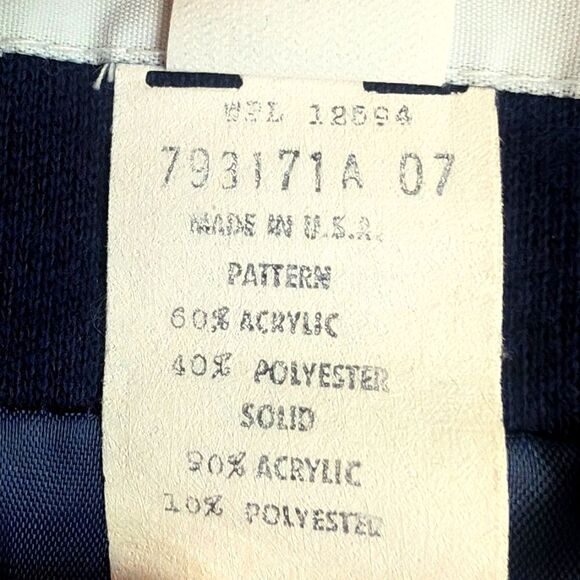 WPL 12594
793171A 07
MADE IN U.S.A.
PATTERN
60% ACRYLIC
40% POLYESTER
SOLID
90% ACRYLIC
10% POLYESTER